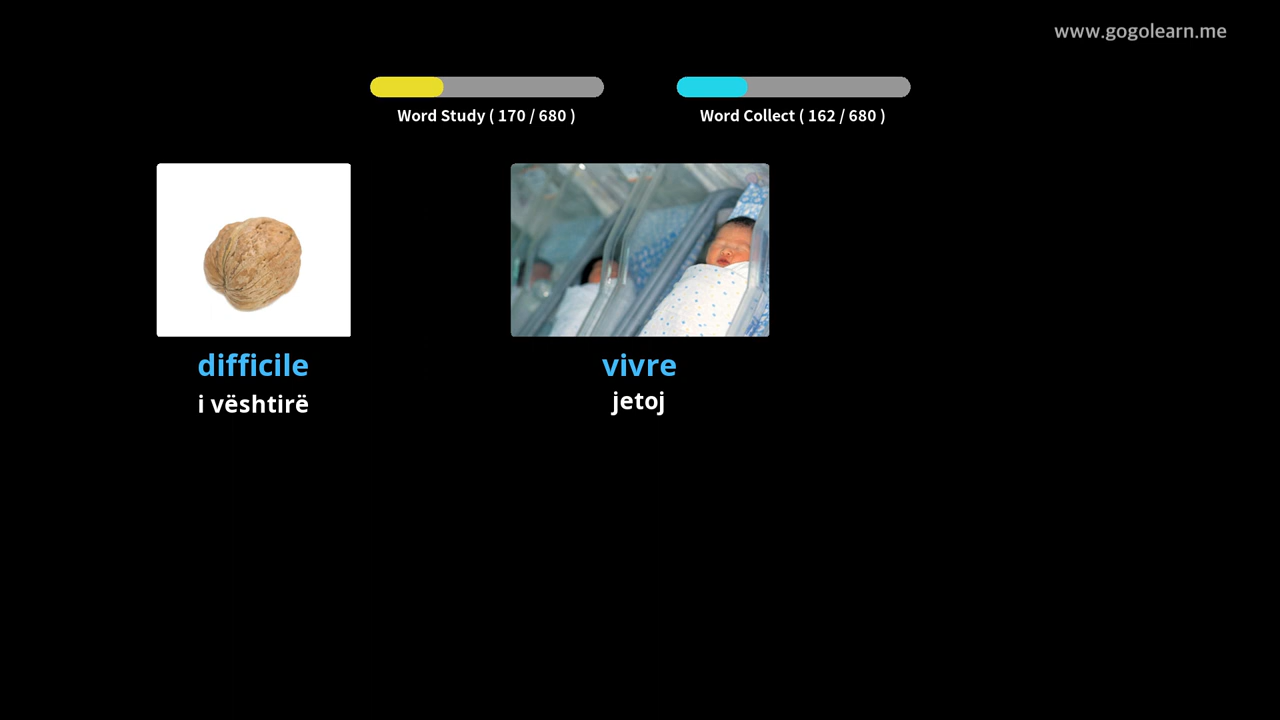 www.gogolearn.me
Word Study ( 170 / 680 )
Word Collect ( 162 / 680 )
difficile
i vështirë
vivre
jetoj